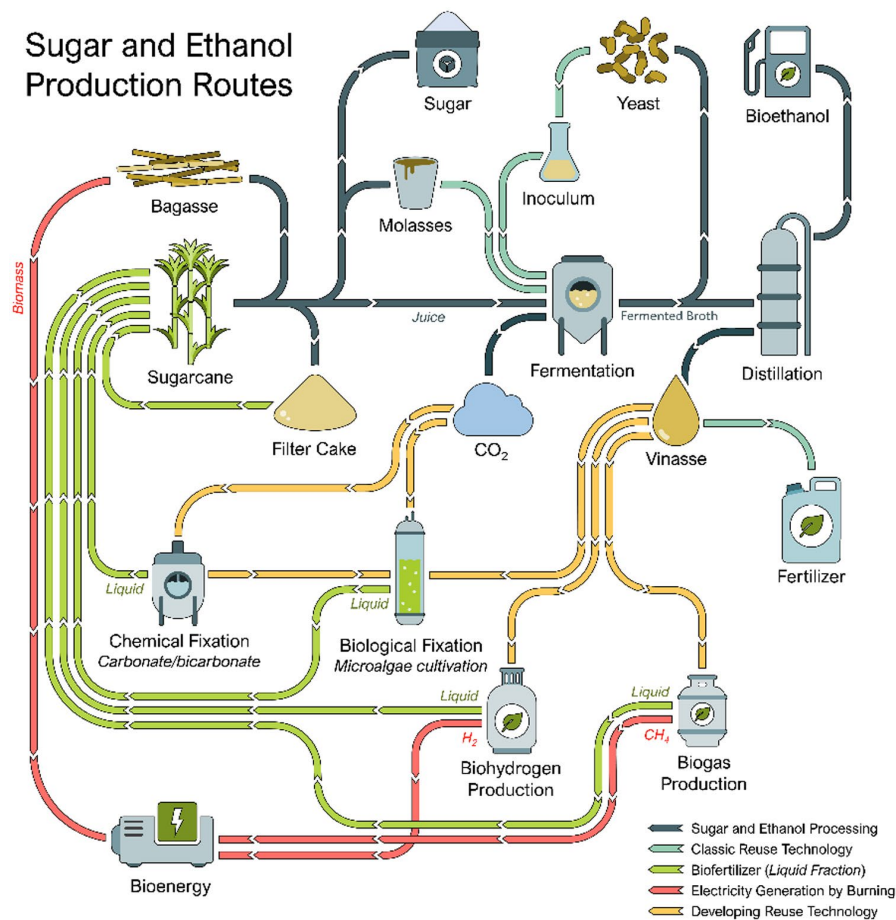 Sugar and Ethanol
Production Routes
Sugar
Yeast
Bioethanol
Bagasse
Molasses
Inoculum
Biomass
Juice
Fermented Broth
Sugarcane
Fermentation
Distillation
Filter Cake
CO₂
Vinasse
Fertilizer
Liquid
Liquid
Chemical Fixation
Carbonate/bicarbonate
Biological Fixation
Microalgae cultivation
Liquid
Liquid
H₂
CH₄
Biohydrogen
Production
Biogas
Production
Bioenergy
Sugar and Ethanol Processing
Classic Reuse Technology
Biofertilizer (Liquid Fraction)
Electricity Generation by Burning
Developing Reuse Technology